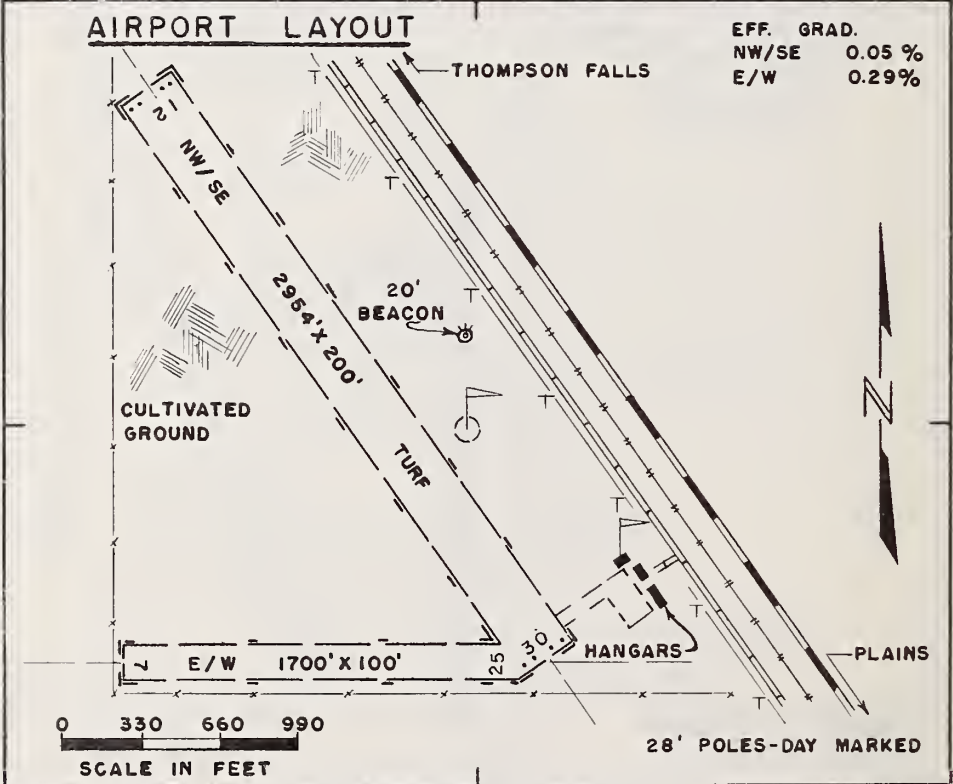 AIRPORT LAYOUT
EFF. GRAD.
NW/SE 0.05 %
E/W 0.29%
THOMPSON FALLS
2
NW/SE
2954' X 200'
TURF
20'
BEACON
CULTIVATED
GROUND
N
30
HANGARS
PLAINS
7
E/W 1700' X 100'
25
0 330 660 990
SCALE IN FEET
28' POLES-DAY MARKED